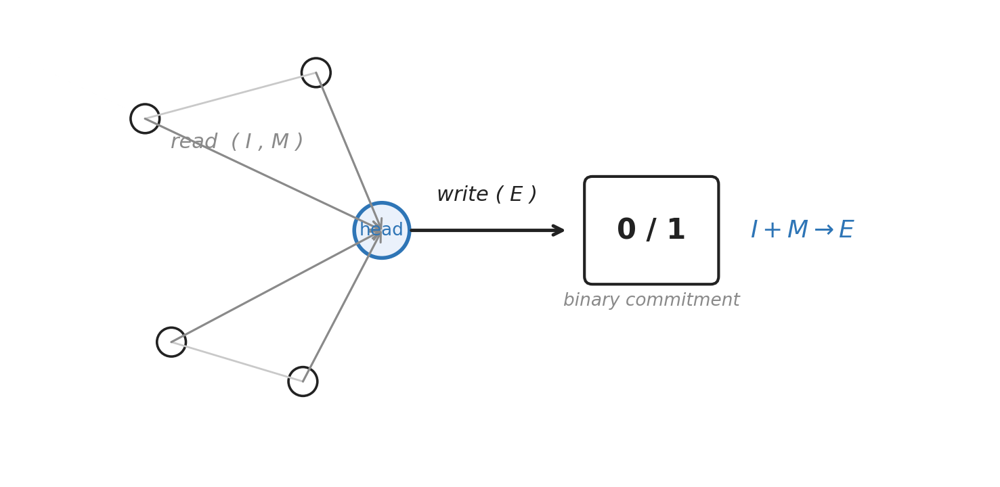 read ( I , M )
write ( E )
head
0 / 1
I + M → E
binary commitment